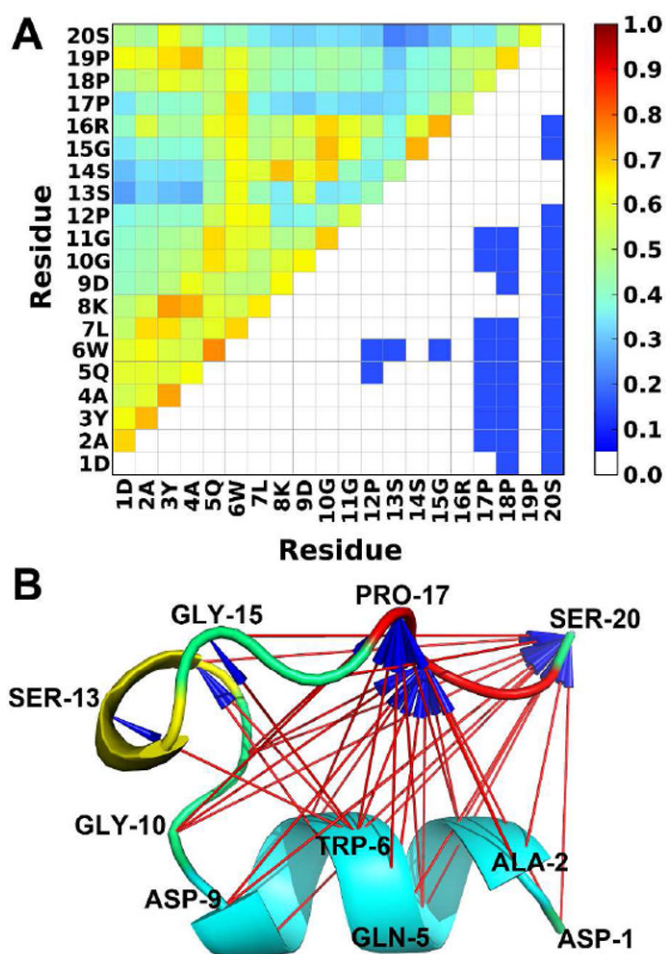 A
Residue
20S
19P
18P
17P
16R
15G
14S
13S
12P
11G
10G
9D
8K
7L
6W
5Q
4A
3Y
2A
1D
1D 2A 3Y 4A 5Q 6W 7L 8K 9D 10G 11G 12P 13S 14S 15G 16R 17P 18P 19P 20S
Residue
1.0
0.9
0.8
0.7
0.6
0.5
0.4
0.3
0.2
0.1
0.0
B
PRO-17
GLY-15
SER-20
SER-13
GLY-10
TRP-6
ALA-2
ASP-9
GLN-5
ASP-1